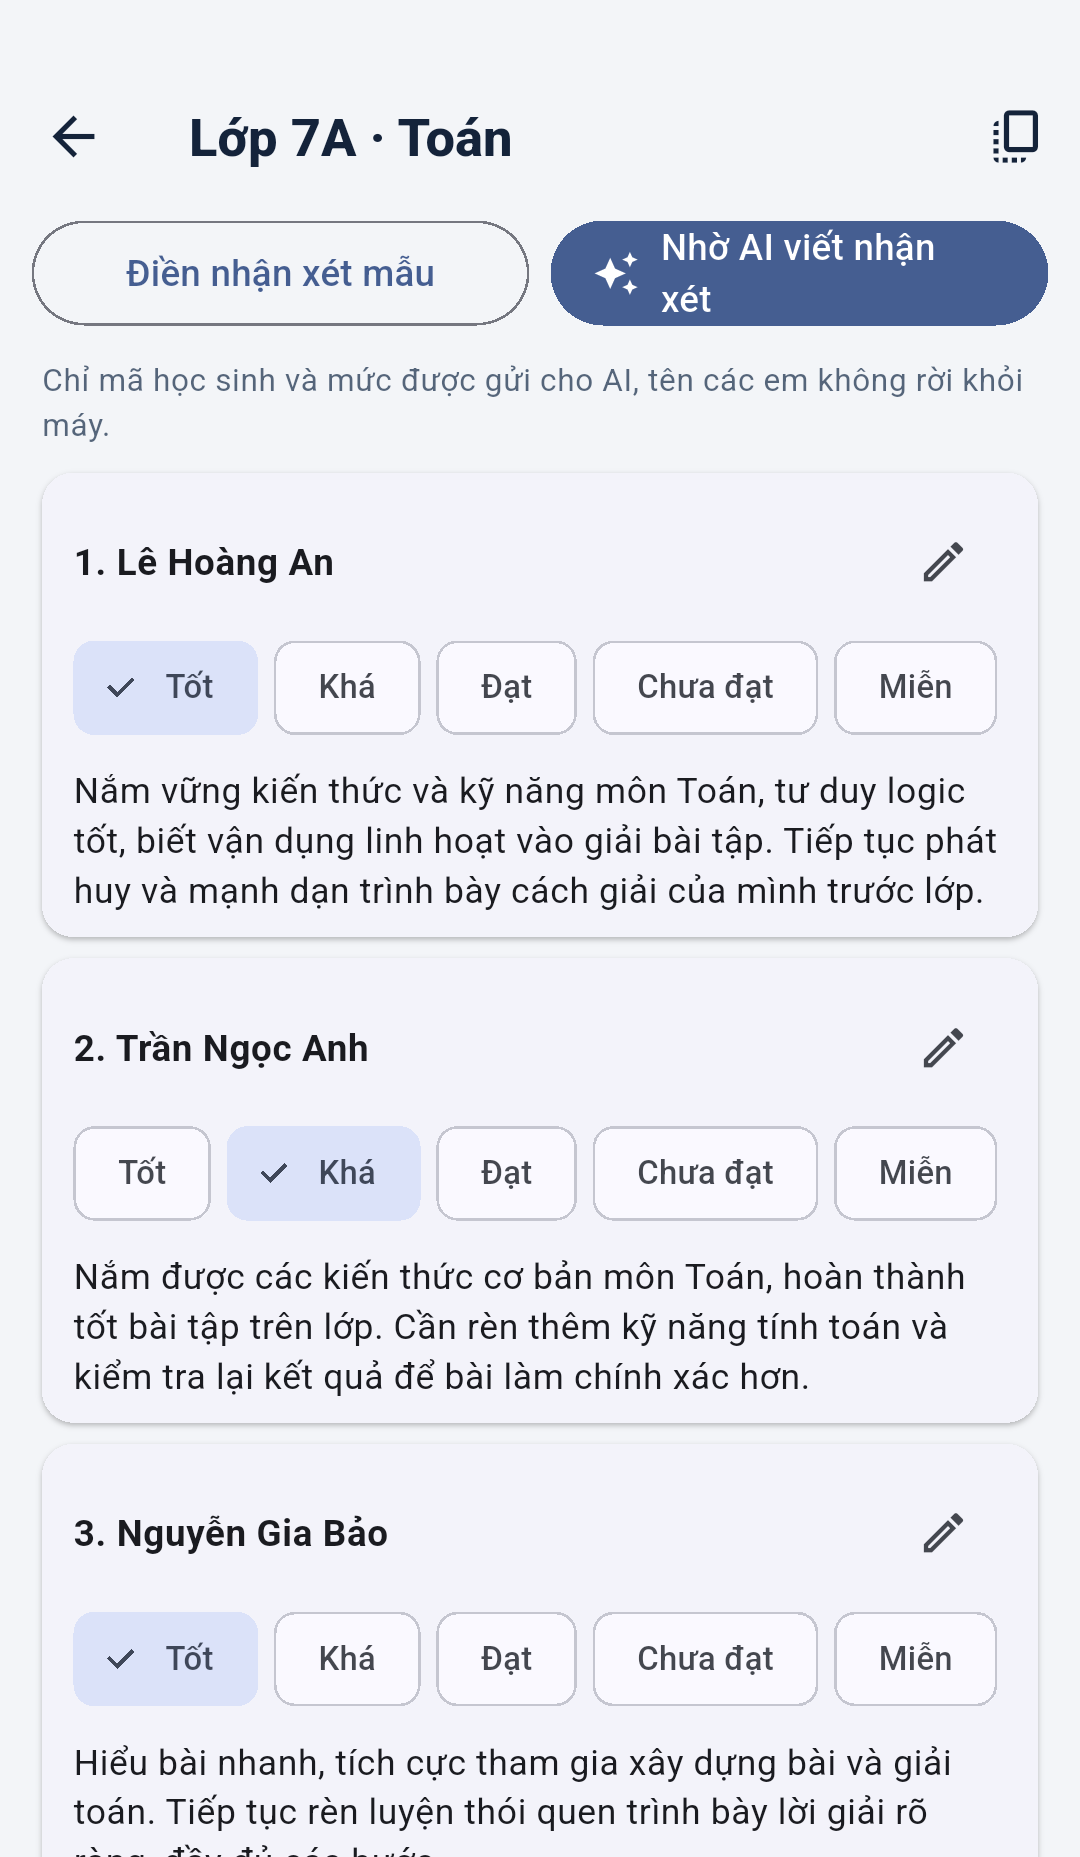 Lớp 7A · Toán
Điền nhận xét mẫu
Nhờ AI viết nhận
xét
Chỉ mã học sinh và mức được gửi cho AI, tên các em không rời khỏi
máy.
1. Lê Hoàng An
Tốt Khá Đạt Chưa đạt Miễn
Nắm vững kiến thức và kỹ năng môn Toán, tư duy logic
tốt, biết vận dụng linh hoạt vào giải bài tập. Tiếp tục phát
huy và mạnh dạn trình bày cách giải của mình trước lớp.
2. Trần Ngọc Anh
Tốt Khá Đạt Chưa đạt Miễn
Nắm được các kiến thức cơ bản môn Toán, hoàn thành
tốt bài tập trên lớp. Cần rèn thêm kỹ năng tính toán và
kiểm tra lại kết quả để bài làm chính xác hơn.
3. Nguyễn Gia Bảo
Tốt Khá Đạt Chưa đạt Miễn
Hiểu bài nhanh, tích cực tham gia xây dựng bài và giải
toán. Tiếp tục rèn luyện thói quen trình bày lời giải rõ
ràng, đầy đủ các bước.